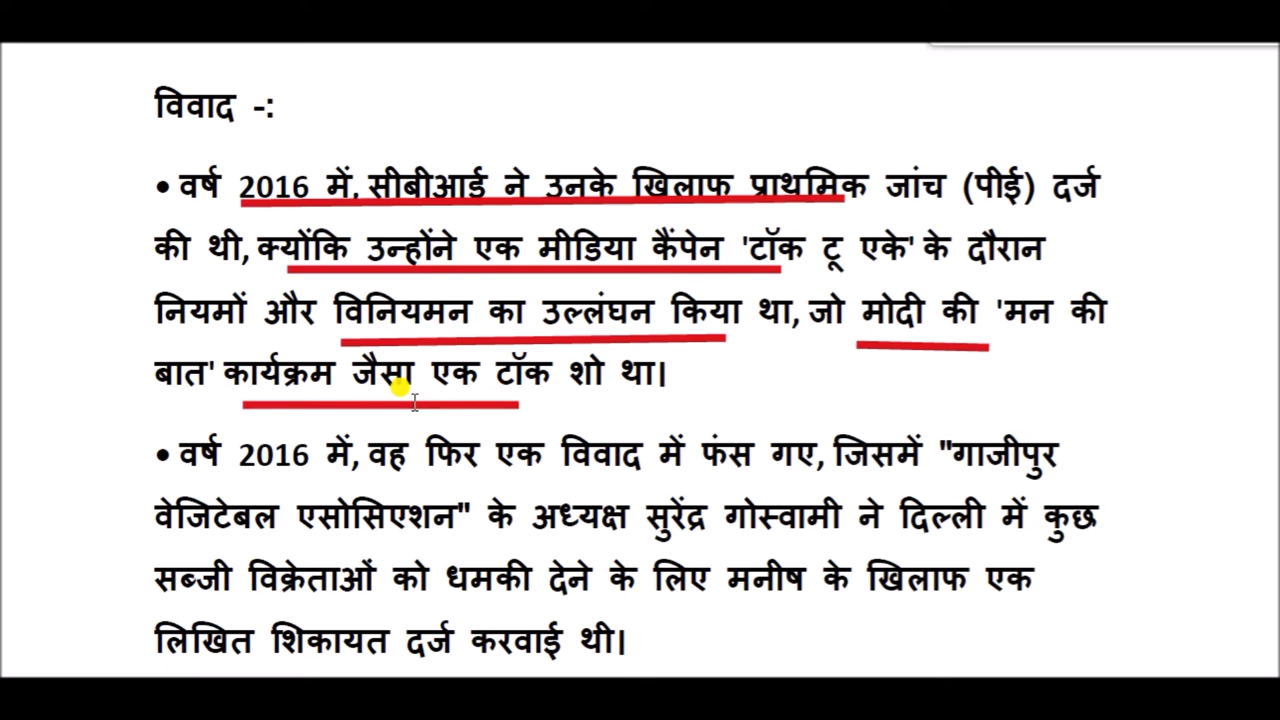 विवाद -:
• वर्ष 2016 में, सीबीआई ने उनके खिलाफ प्राथमिक जांच (पीई) दर्ज
की थी, क्योंकि उन्होंने एक मीडिया कैंपेन 'टॉक टू एके' के दौरान
नियमों और विनियमन का उल्लंघन किया था, जो मोदी की 'मन की
बात' कार्यक्रम जैसा एक टॉक शो था।
• वर्ष 2016 में, वह फिर एक विवाद में फंस गए, जिसमें "गाजीपुर
वेजिटेबल एसोसिएशन" के अध्यक्ष सुरेंद्र गोस्वामी ने दिल्ली में कुछ
सब्जी विक्रेताओं को धमकी देने के लिए मनीष के खिलाफ एक
लिखित शिकायत दर्ज करवाई थी।